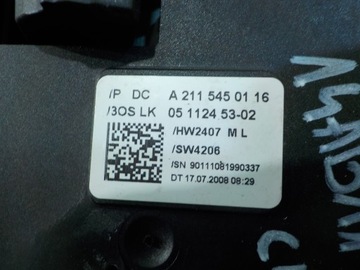 /P DC A 211 545 01 16
/3OS LK 05 1124 53-02
/HW2407 M L
/SW4206
/SN 90111081990337
DT 17.07.2008 08:29